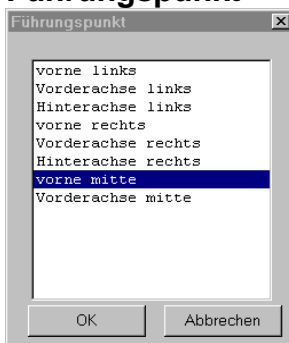 Führungspunkt
Führungspunkt
vorne links
Vorderachse links
Hinterachse links
vorne rechts
Vorderachse rechts
Hinterachse rechts
vorne mitte
Vorderachse mitte
OK Abbrechen